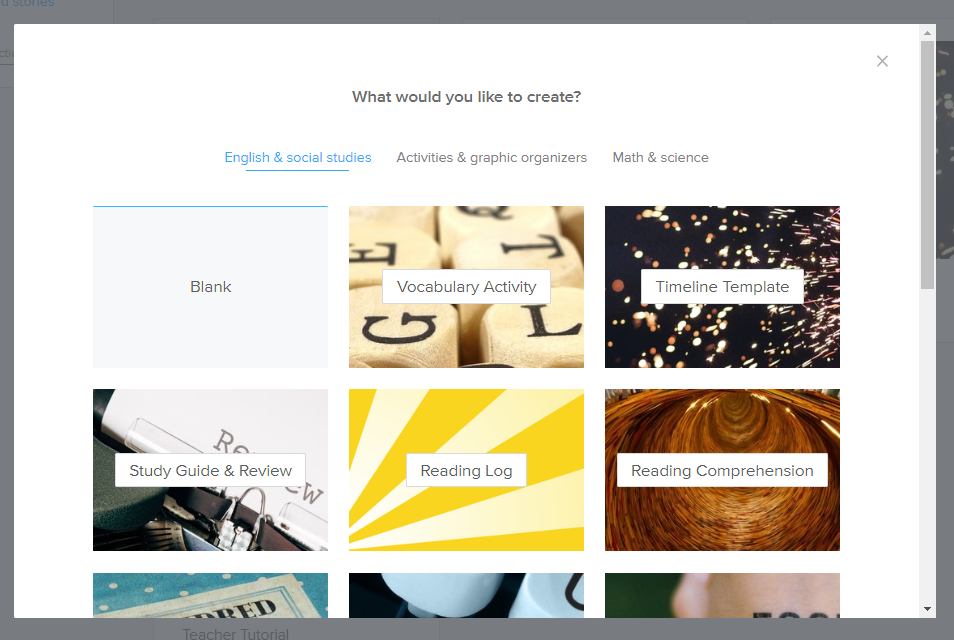 d stories
What would you like to create?
English & social studies
Activities & graphic organizers
Math & science
Blank
Vocabulary Activity
Timeline Template
E
L
G
L
Study Guide & Review
Reading Log
Reading Comprehension
Teacher Tutorial